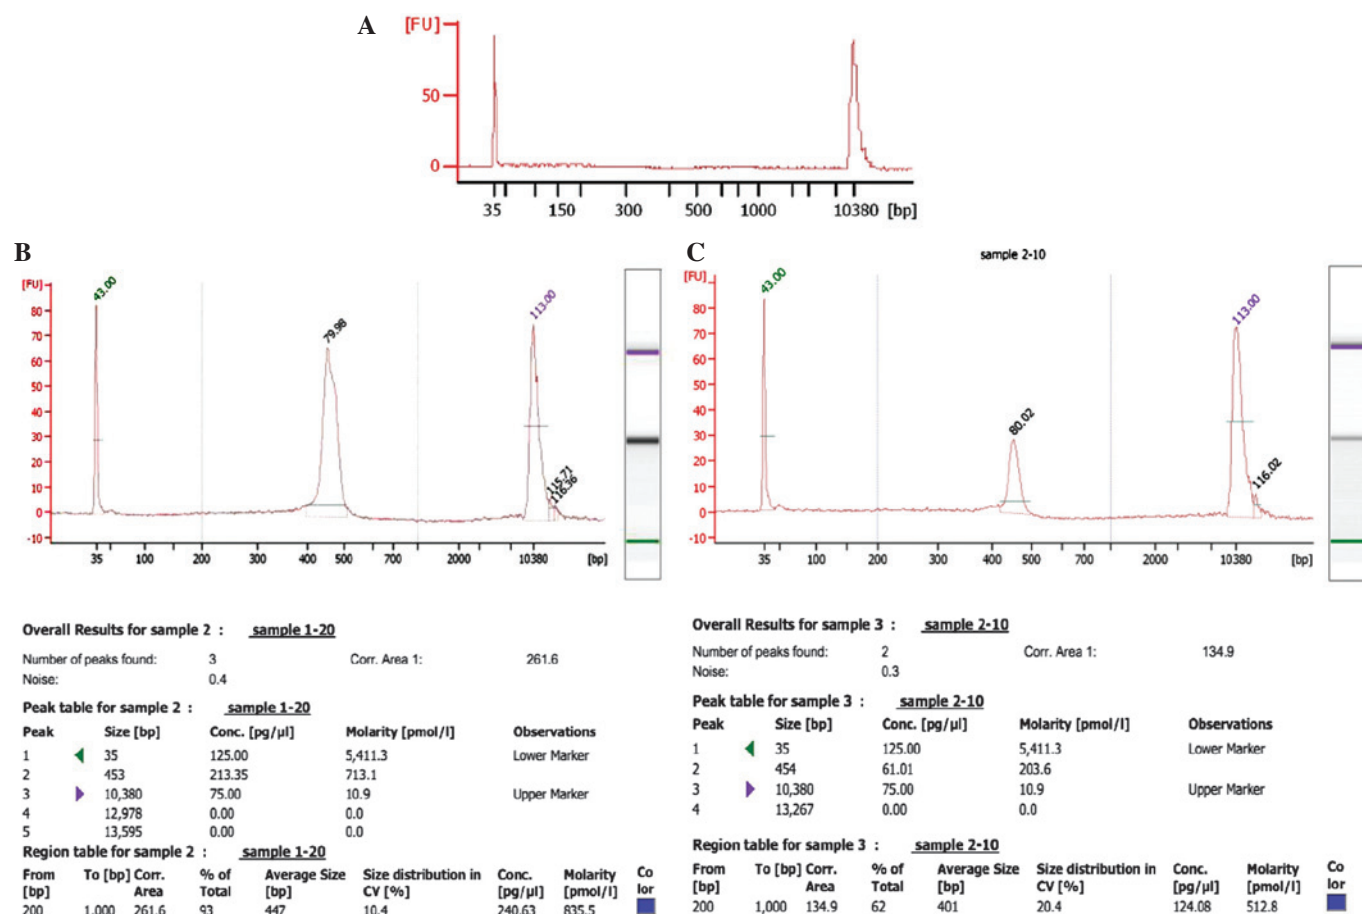 A
[FU]
50
0
35 150 300 500 1000 10380 [bp]
B
[FU]
80
70
60
50
40
30
20
10
0
-10
43.00
79.98
113.00
115.71
116.36
35 100 200 300 400 500 700 2000 10380 [bp]
C
sample 2-10
[FU]
80
70
60
50
40
30
20
10
0
-10
43.00
80.02
113.00
116.02
35 100 200 300 400 500 700 2000 10380 [bp]
Overall Results for sample 2 : sample 1-20
Number of peaks found: 3 Corr. Area 1: 261.6
Noise: 0.4
Peak table for sample 2 : sample 1-20
Peak Size [bp] Conc. [pg/µl] Molarity [pmol/l] Observations
1 35 125.00 5,411.3 Lower Marker
2 453 213.35 713.1
3 10,380 75.00 10.9 Upper Marker
4 12,978 0.00 0.0
5 13,595 0.00 0.0
Region table for sample 2 : sample 1-20
From To [bp] Corr. % of Average Size Size distribution in Conc. Molarity Co
[bp] Area Total [bp] CV [%] [pg/µl] [pmol/l] lor
200 1,000 261.6 93 447 10.4 240.63 835.5
Overall Results for sample 3 : sample 2-10
Number of peaks found: 2 Corr. Area 1: 134.9
Noise: 0.3
Peak table for sample 3 : sample 2-10
Peak Size [bp] Conc. [pg/µl] Molarity [pmol/l] Observations
1 35 125.00 5,411.3 Lower Marker
2 454 61.01 203.6
3 10,380 75.00 10.9 Upper Marker
4 13,267 0.00 0.0
Region table for sample 3 : sample 2-10
From To [bp] Corr. % of Average Size Size distribution in Conc. Molarity Co
[bp] Area Total [bp] CV [%] [pg/µl] [pmol/l] lor
200 1,000 134.9 62 401 20.4 124.08 512.8